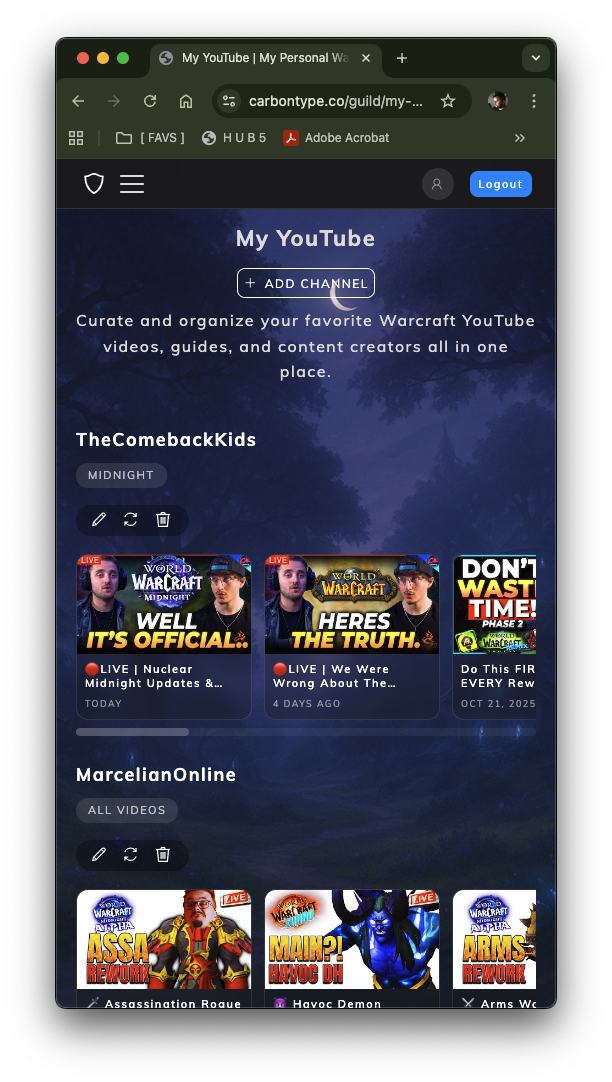 My YouTube | My Personal Wa
carbontype.co/guild/my-...
[ FAVS ]
H U B 5
Adobe Acrobat
Logout
My YouTube
+ ADD CHANNEL
Curate and organize your favorite Warcraft YouTube
videos, guides, and content creators all in one
place.
TheComebackKids
MIDNIGHT
LIVE
WORLD
WARCRAFT
MIDNIGHT
WELL
IT'S OFFICIAL..
🔴LIVE | Nuclear
Midnight Updates &...
TODAY
LIVE
WORLD
WARCRAFT
HERES
THE TRUTH.
🔴LIVE | We Were
Wrong About The...
4 DAYS AGO
DON'T
WAST
TIME!
PHASE 2
WORLD
WARCRAFT
Do This FIR
EVERY Rew
OCT 21, 2025
MarcelianOnline
ALL VIDEOS
WORLD
WARCRAFT
MIDNIGHT
ALPHA
LIVE
ASSA
REWORK
🗡 Assassination Rogue
WARCRAFT
LIVE
MAIN?!
HAVOC DH
😈 Havoc Demon
WORLD
WARCRAFT
MIDNIGHT
ALPHA
ARMS
REWORK
⚔ Arms Wa